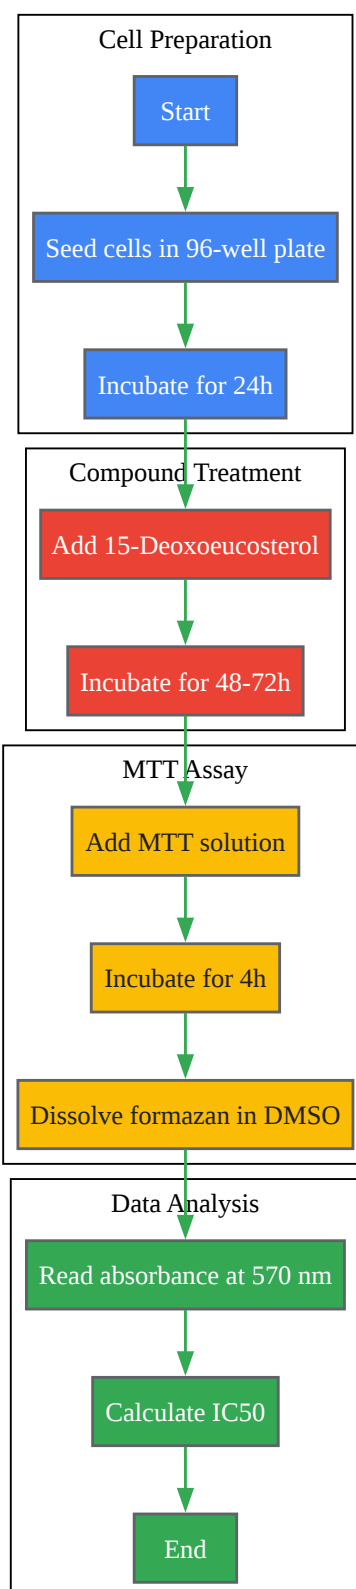 Cell Preparation
Start
Seed cells in 96-well plate
Incubate for 24h
Compound Treatment
Add 15-Deoxoeucosterol
Incubate for 48-72h
MTT Assay
Add MTT solution
Incubate for 4h
Dissolve formazan in DMSO
Data Analysis
Read absorbance at 570 nm
Calculate IC50
End